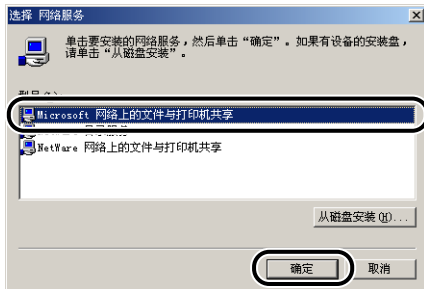 选择 网络服务
单击要安装的网络服务，然后单击“确定”。如果有设备的安装盘，
请单击“从磁盘安装”。
Microsoft 网络上的文件与打印机共享
NetWare 网络上的文件与打印机共享
从磁盘安装(H)...
确定
取消